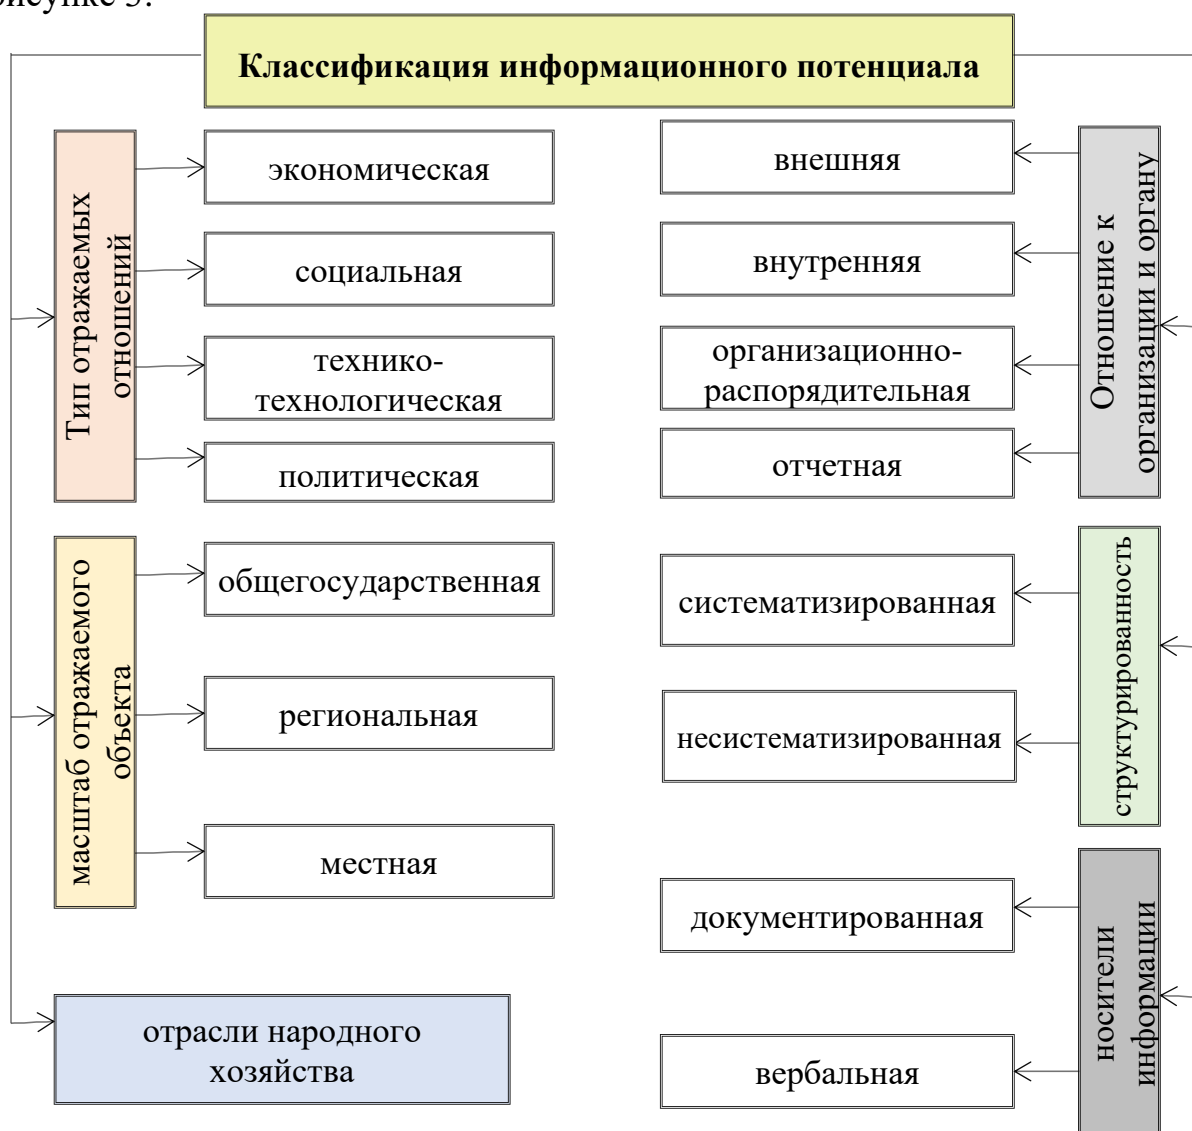 рисунке 3.
Классификация информационного потенциала
Тип отражаемых
отношений
экономическая
социальная
технико-
технологическая
политическая
масштаб отражаемого
объекта
общегосударственная
региональная
местная
отрасли народного
хозяйства
Отношение к
организации и органу
внешняя
внутренняя
организационно-
распорядительная
отчетная
структурированность
систематизированная
несистематизированная
носители
информации
документированная
вербальная